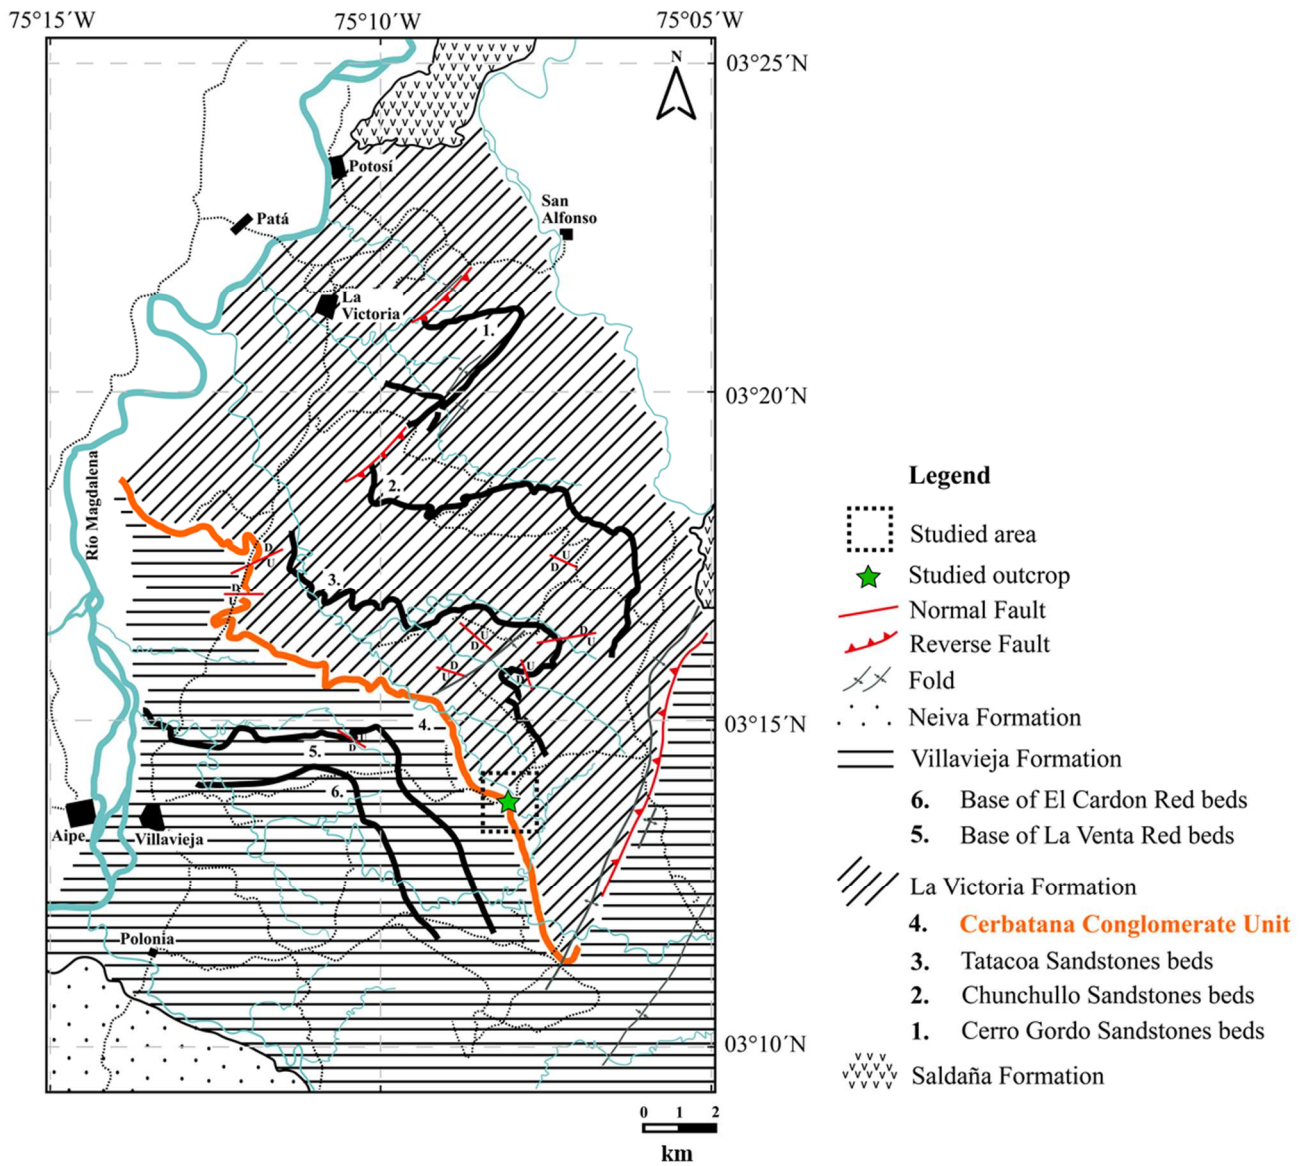 75°15´W
75°10´W
75°05´W
03°25´N
N
Potosí
San
Alfonso
Patá
La
Victoria
1.
03°20´N
Río Magdalena
2.
D
U
U
D
3.
D
U
U
D
D
U
D
U
U
D
03°15´N
4.
5.
U
D
6.
Aipe
Villavieja
Polonia
03°10´N
0 1 2
km
Legend
Studied area
Studied outcrop
Normal Fault
Reverse Fault
Fold
Neiva Formation
Villavieja Formation
6. Base of El Cardon Red beds
5. Base of La Venta Red beds
La Victoria Formation
4. Cerbatana Conglomerate Unit
3. Tatacoa Sandstones beds
2. Chunchullo Sandstones beds
1. Cerro Gordo Sandstones beds
Saldaña Formation